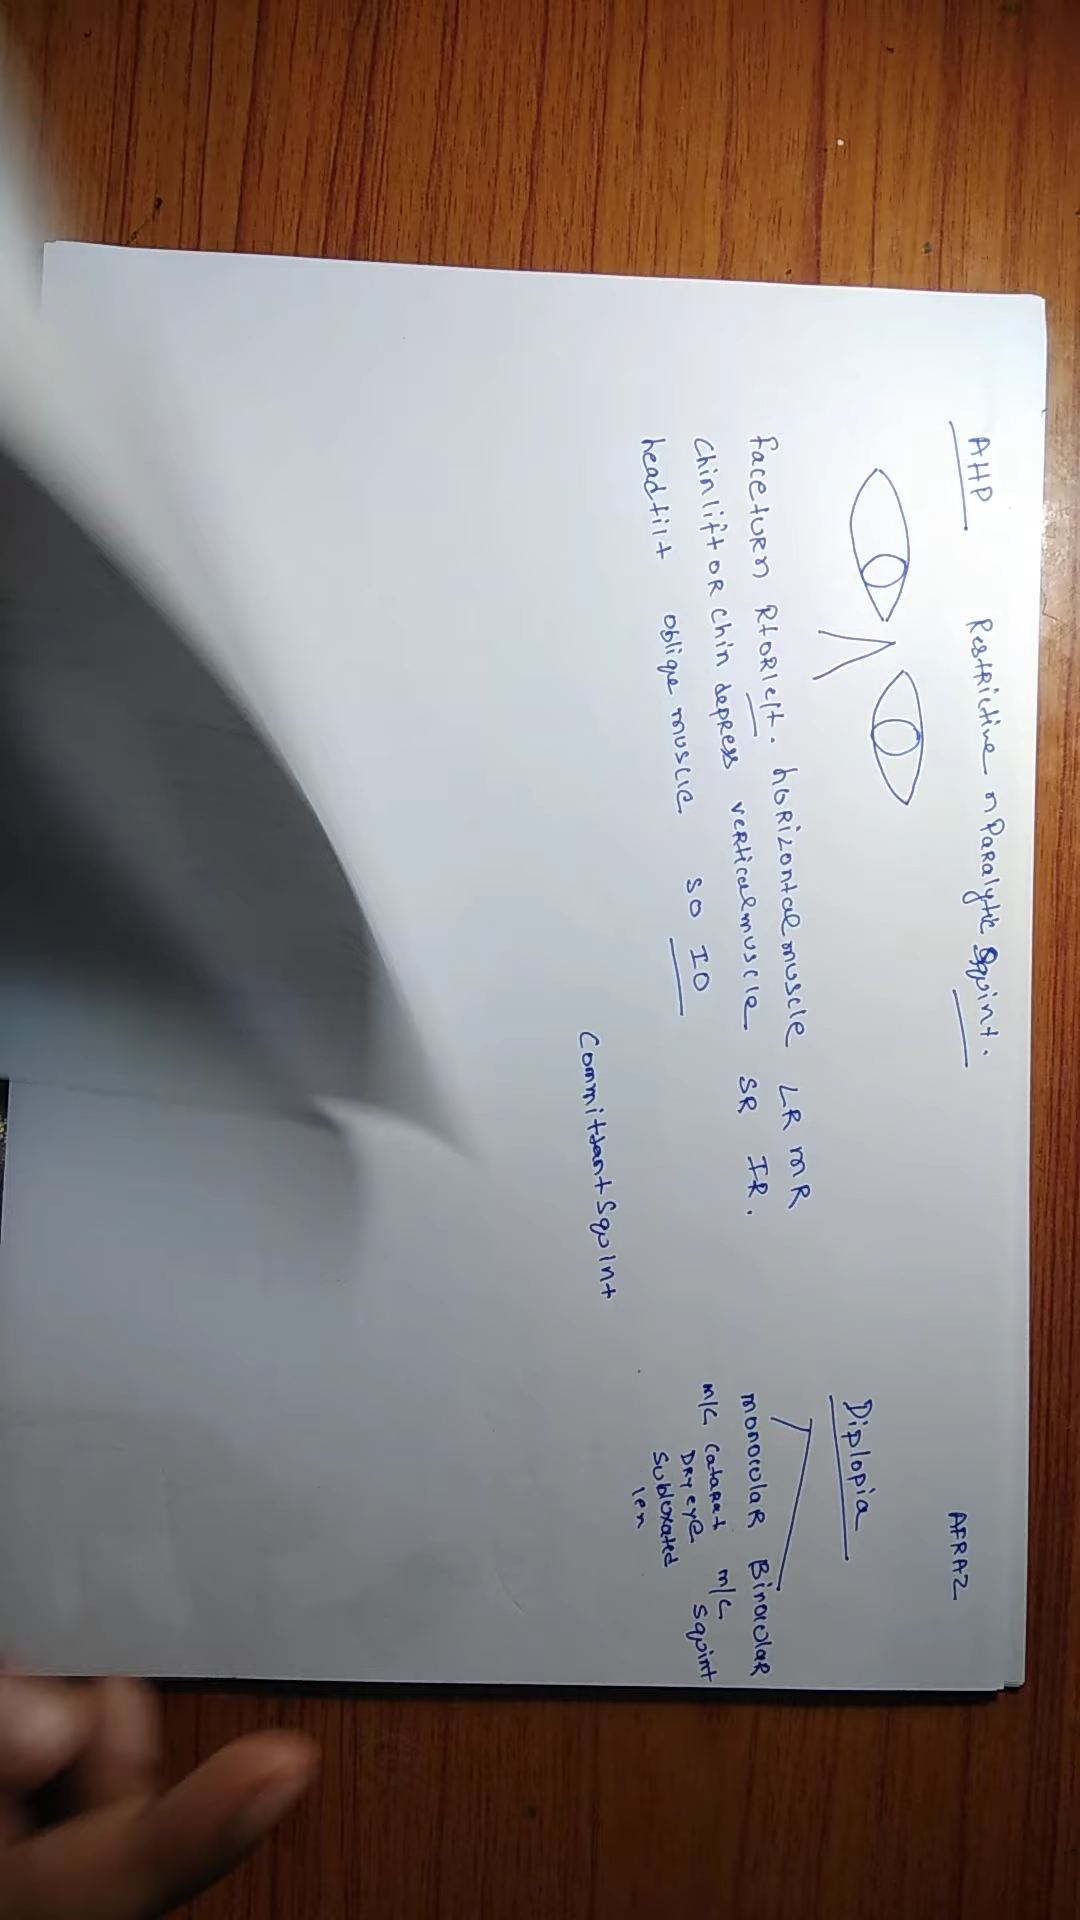 AFRAZ
AHP Restrictive n Paralytic Squint.
face turn Rt OR left. horizontal muscle LR MR
Chin lift OR chin depress vertical muscle SR IR.
head tilt oblique muscle SO IO
Committant Squint
Diplopia
monocular Binocular
m/c catarat m/c
Dry eye squint
Subluxated
len